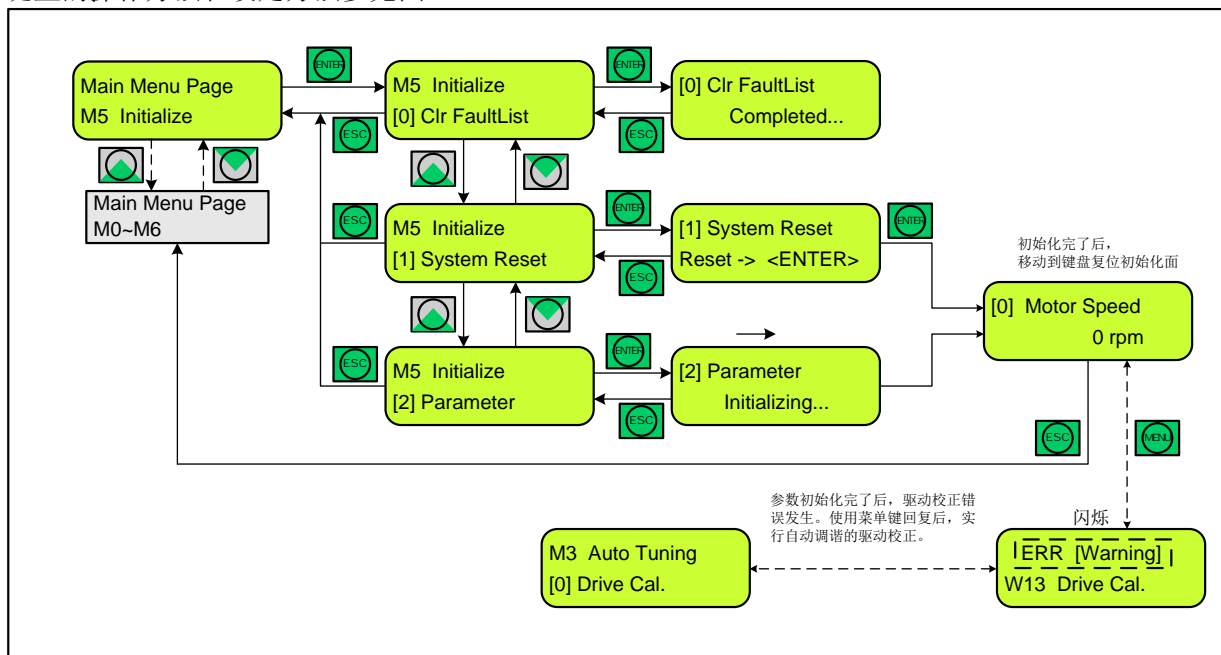 Main Menu Page
M5 Initialize
ENTER
M5 Initialize
[0] Clr FaultList
ENTER
[0] Clr FaultList
Completed...
ESC
ESC
Main Menu Page
M0~M6
ESC
M5 Initialize
[1] System Reset
ENTER
[1] System Reset
Reset -> <ENTER>
ENTER
ESC
初始化完了后，
移动到键盘复位初始化面
[0] Motor Speed
0 rpm
ESC
M5 Initialize
[2] Parameter
ENTER
[2] Parameter
Initializing...
ESC
ESC
MENU
参数初始化完了后，驱动校正错
误发生。使用菜单键回复后，实
行自动调谐的驱动校正。
闪烁
M3 Auto Tuning
[0] Drive Cal.
ERR [Warning]
W13 Drive Cal.